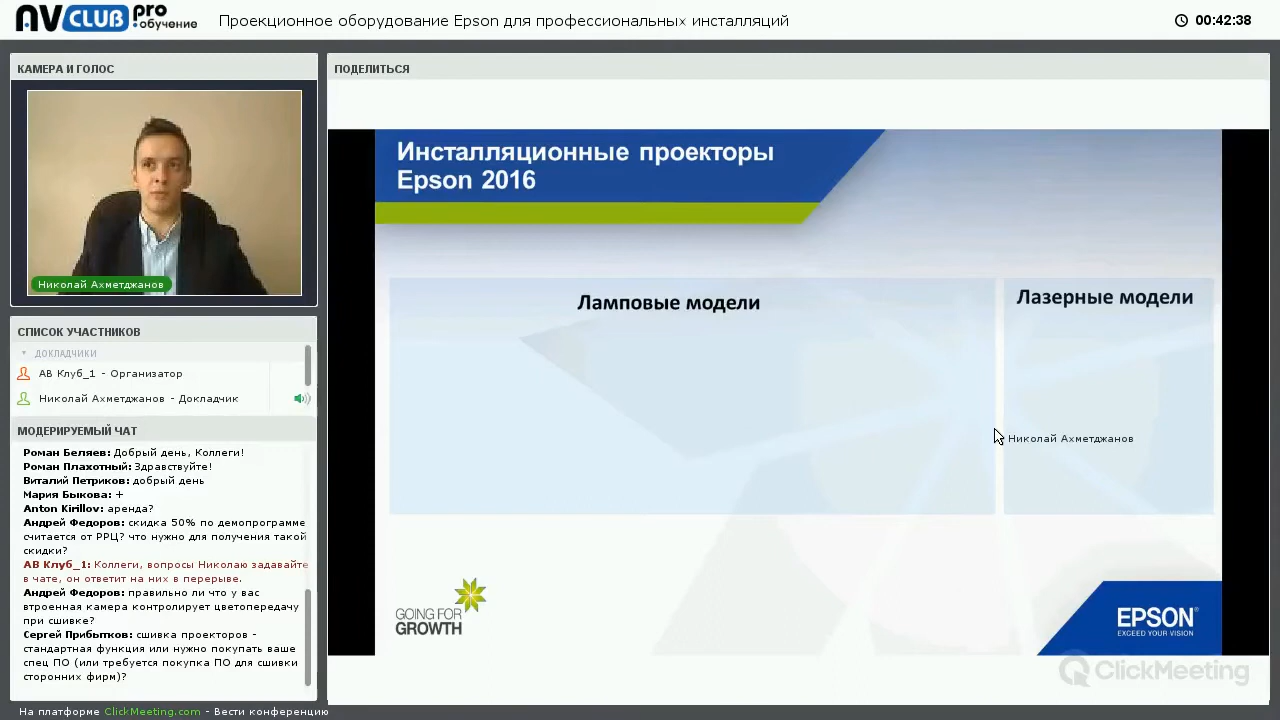 AV CLUB pro •обучение
Проекционное оборудование Epson для профессиональных инсталляций
00:42:38
КАМЕРА И ГОЛОС
Николай Ахметджанов
СПИСОК УЧАСТНИКОВ
ДОКЛАДЧИКИ
АВ Клуб_1 - Организатор
Николай Ахметджанов - Докладчик
МОДЕРИРУЕМЫЙ ЧАТ
Роман Беляев: Добрый день, Коллеги!
Роман Плахотный: Здравствуйте!
Виталий Петриков: добрый день
Мария Быкова: +
Anton Kirillov: аренда?
Андрей Федоров: скидка 50% по демопрограмме
считается от РРЦ? что нужно для получения такой
скидки?
АВ Клуб_1: Коллеги, вопросы Николаю задавайте
в чате, он ответит на них в перерыве.
Андрей Федоров: правильно ли что у вас
втроенная камера контролирует цветопередачу
при сшивке?
Сергей Прибытков: сшивка проекторов -
стандартная функция или нужно покупать ваше
спец ПО (или требуется покупка ПО для сшивки
сторонних фирм)?
На платформе ClickMeeting.com - Вести конференцию
ПОДЕЛИТЬСЯ
Инсталляционные проекторы
Epson 2016
Ламповые модели
Лазерные модели
Николай Ахметджанов
GOING FOR
GROWTH
EPSON®
EXCEED YOUR VISION
ClickMeeting